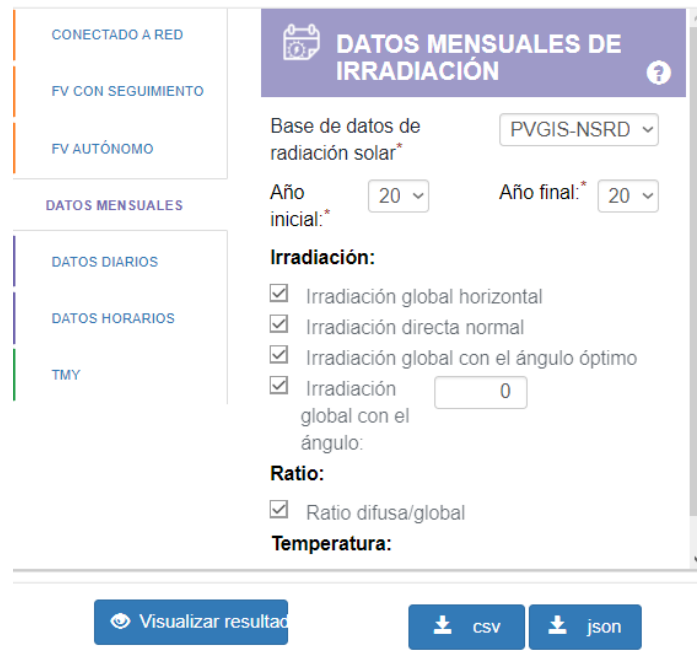 CONECTADO A RED
FV CON SEGUIMIENTO
FV AUTÓNOMO
DATOS MENSUALES
DATOS DIARIOS
DATOS HORARIOS
TMY
DATOS MENSUALES DE
IRRADIACIÓN
?
Base de datos de
radiación solar*
PVGIS-NSRD
Año
inicial:*
20
Año final:*
20
Irradiación:
Irradiación global horizontal
Irradiación directa normal
Irradiación global con el ángulo óptimo
Irradiación
global con el
ángulo:
0
Ratio:
Ratio difusa/global
Temperatura:
Visualizar resultad
csv
json